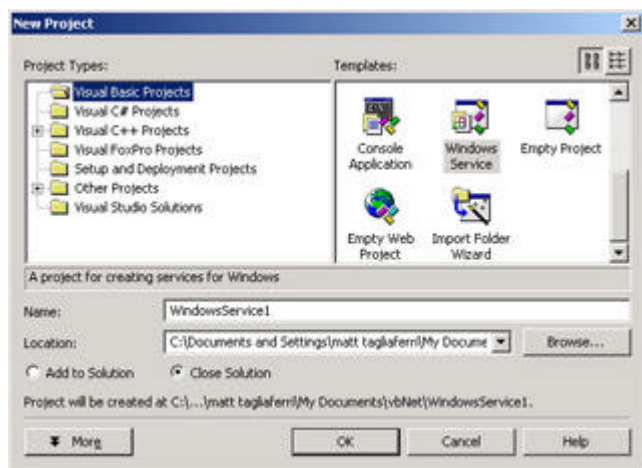 New Project
Project Types:
Templates:
Visual Basic Projects
Visual C# Projects
Visual C++ Projects
Visual FoxPro Projects
Setup and Deployment Projects
Other Projects
Visual Studio Solutions
Console Application
Windows Service
Empty Project
Empty Web Project
Import Folder Wizard
A project for creating services for Windows
Name:
WindowsService1
Location:
C:\Documents and Settings\matt tagliaferri\My Docume
Browse...
Add to Solution
Close Solution
Project will be created at C:\...\matt tagliaferri\My Documents\vbNet\WindowsService1.
More
OK
Cancel
Help